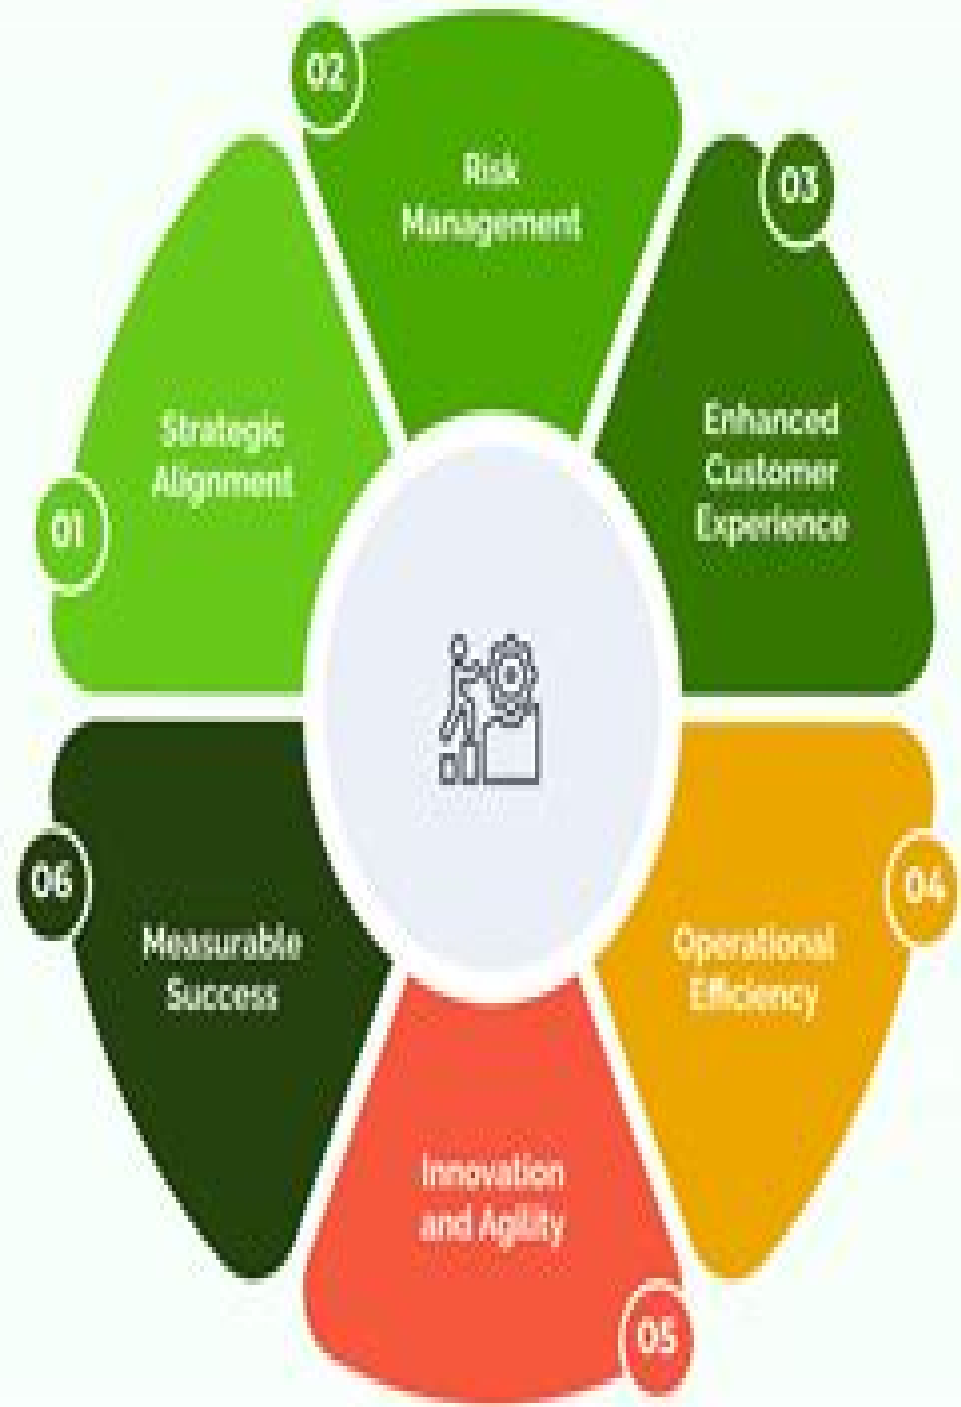 01
Strategic
Alignment
02
Risk
Management
03
Enhanced
Customer
Experience
04
Operational
Efficiency
05
Innovation
and Agility
06
Measurable
Success